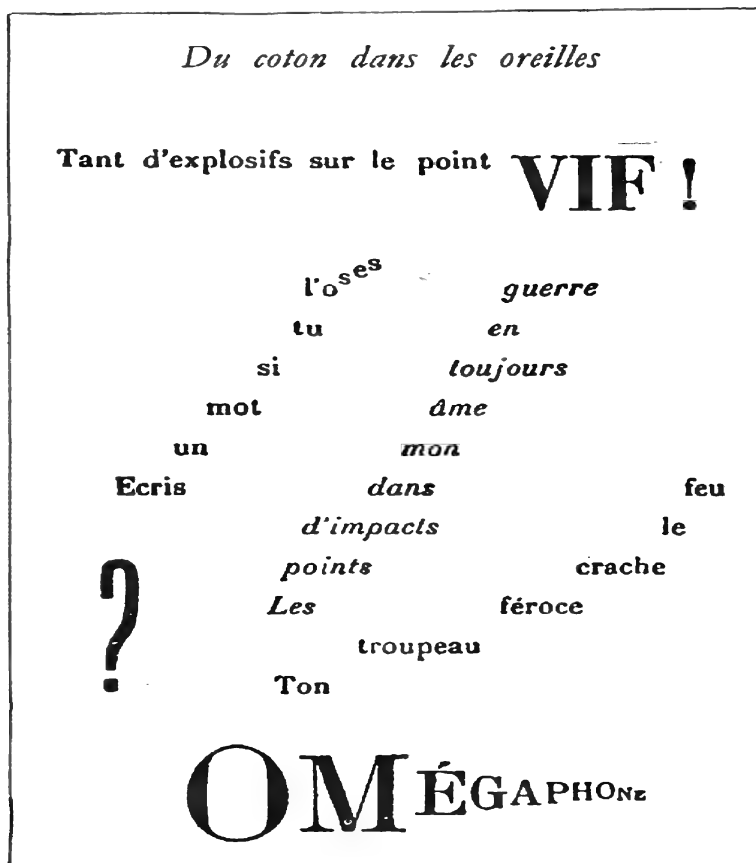 Du coton dans les oreilles
Tant d'explosifs sur le point VIF !
Ecris un mot si tu l'oses
?
Les points d'impacts dans mon âme toujours en guerre
Ton troupeau féroce crache le feu
OMÉGAPHONE